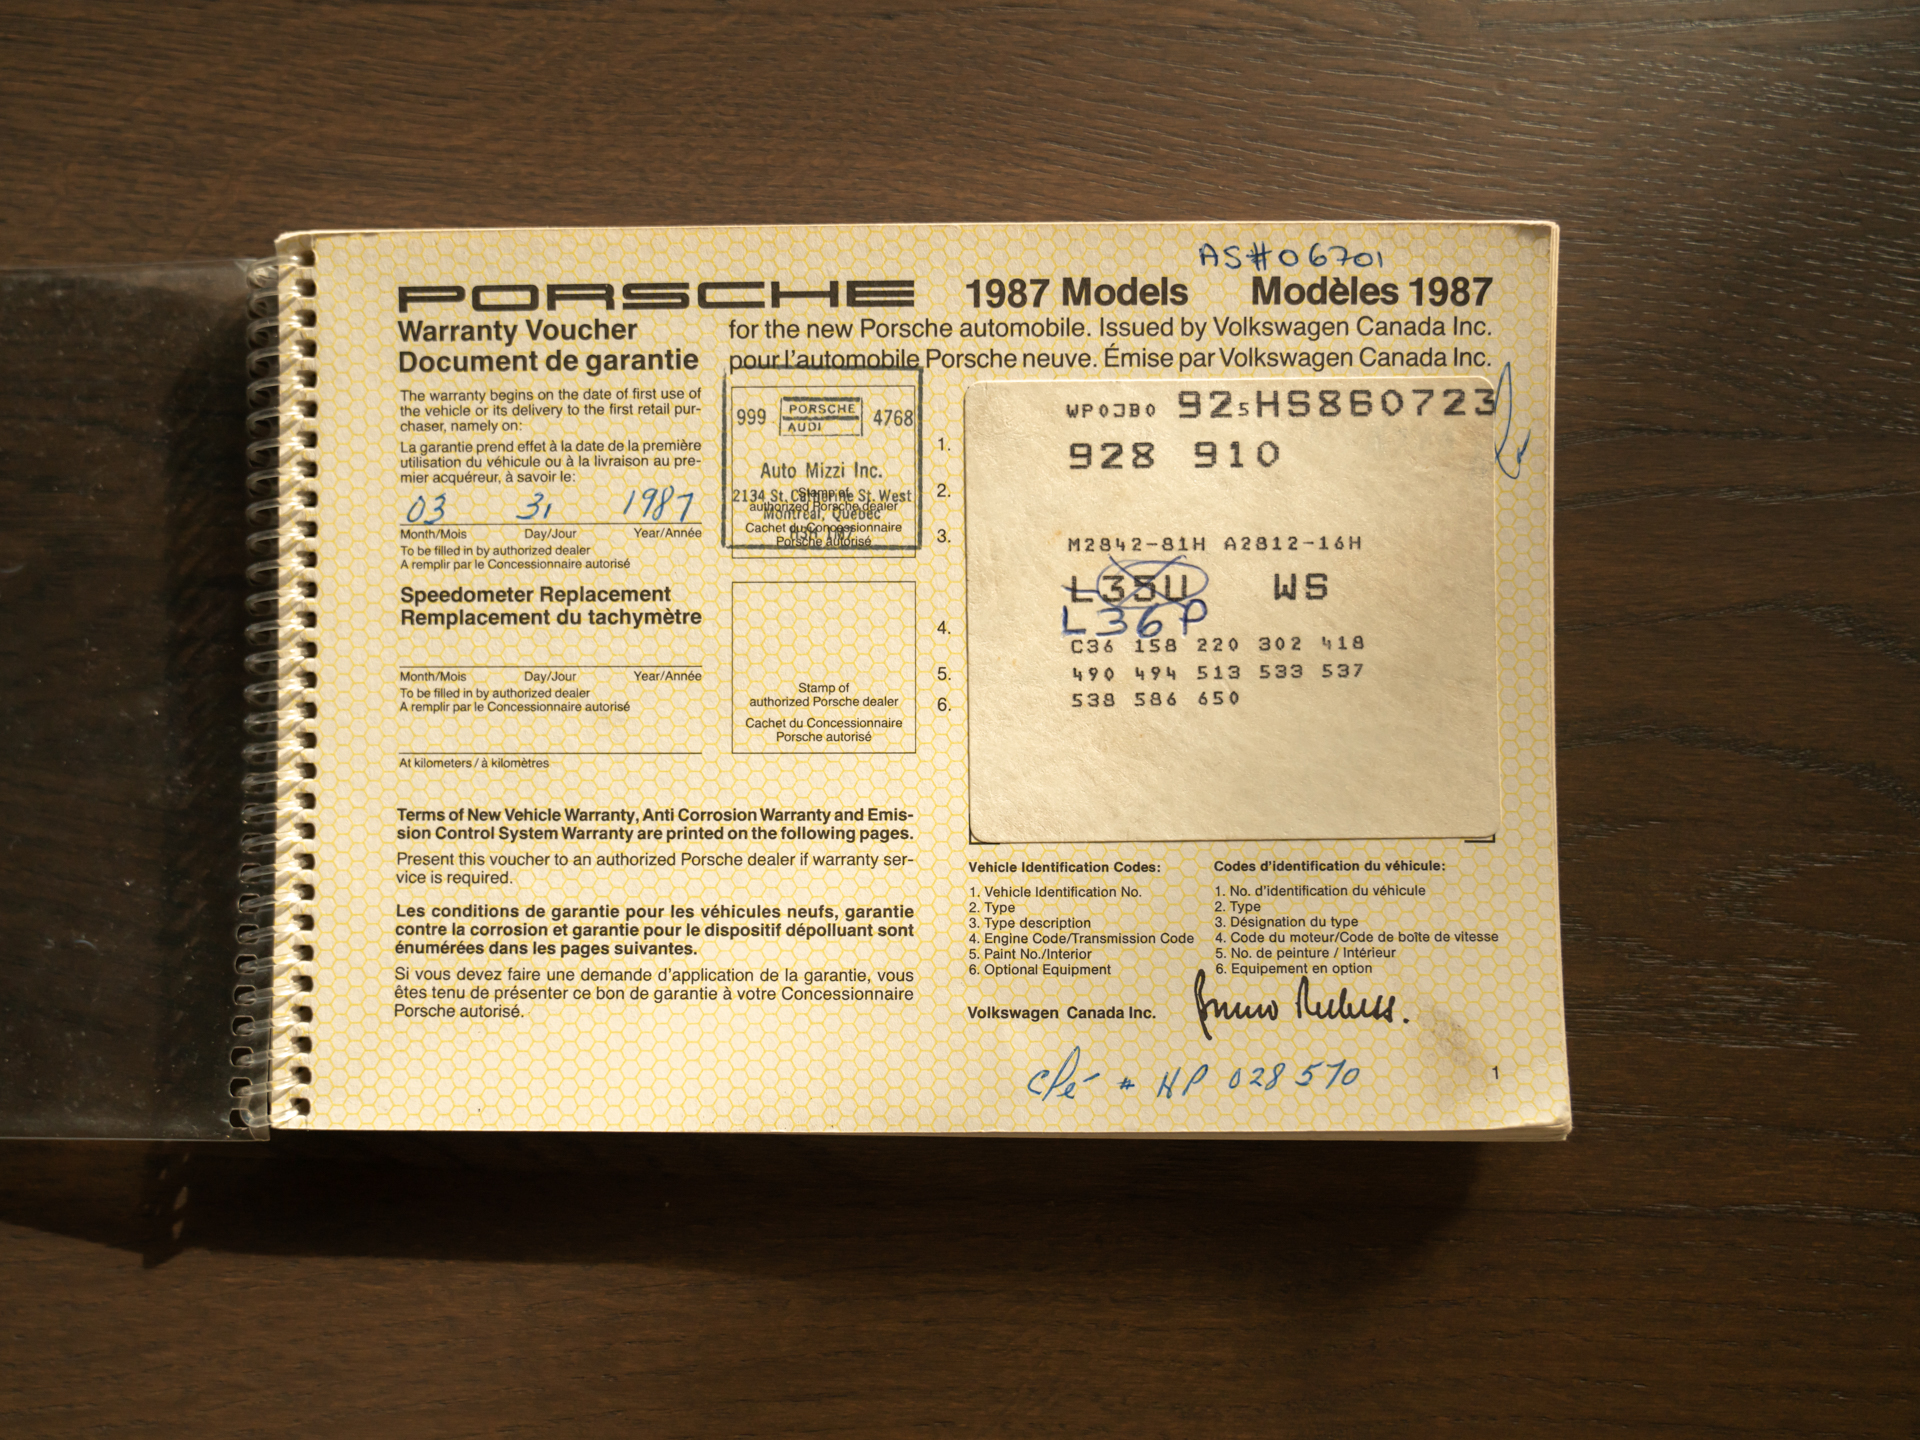 AS#06701
PORSCHE
1987 Models Modèles 1987
Warranty Voucher
Document de garantie
for the new Porsche automobile. Issued by Volkswagen Canada Inc.
pour l'automobile Porsche neuve. Émise par Volkswagen Canada Inc.
The warranty begins on the date of first use of
the vehicle or its delivery to the first retail pur-
chaser, namely on:
La garantie prend effet à la date de la première
utilisation du véhicule ou à la livraison au pre-
mier acquéreur, à savoir le:
03 31 1987
Month/Mois Day/Jour Year/Année
To be filled in by authorized dealer
A remplir par le Concessionnaire autorisé
Speedometer Replacement
Remplacement du tachymètre
Month/Mois Day/Jour Year/Année
To be filled in by authorized dealer
A remplir par le Concessionnaire autorisé
At kilometers / à kilomètres
999 PORSCHE AUDI 4768
Auto Mizzi Inc.
2134 St. Catherine St. West
Montreal, Quebec
Stamp of
authorized Porsche dealer
Cachet du Concessionnaire
Porsche autorisé
Stamp of
authorized Porsche dealer
Cachet du Concessionnaire
Porsche autorisé
1.
2.
3.
4.
5.
6.
WP0JB0 925HS860723
928 910
M2842-81H A2812-16H
L35U WS
L36P
C36 158 220 302 418
490 494 513 533 537
538 586 650
Terms of New Vehicle Warranty, Anti Corrosion Warranty and Emis-
sion Control System Warranty are printed on the following pages.
Present this voucher to an authorized Porsche dealer if warranty ser-
vice is required.
Les conditions de garantie pour les véhicules neufs, garantie
contre la corrosion et garantie pour le dispositif dépolluant sont
énumérées dans les pages suivantes.
Si vous devez faire une demande d'application de la garantie, vous
êtes tenu de présenter ce bon de garantie à votre Concessionnaire
Porsche autorisé.
Vehicle Identification Codes:
1. Vehicle Identification No.
2. Type
3. Type description
4. Engine Code/Transmission Code
5. Paint No./Interior
6. Optional Equipment
Codes d'identification du véhicule:
1. No. d'identification du véhicule
2. Type
3. Désignation du type
4. Code du moteur/Code de boîte de vitesse
5. No. de peinture / Intérieur
6. Equipement en option
Volkswagen Canada Inc.
Clé # HP 028570
1